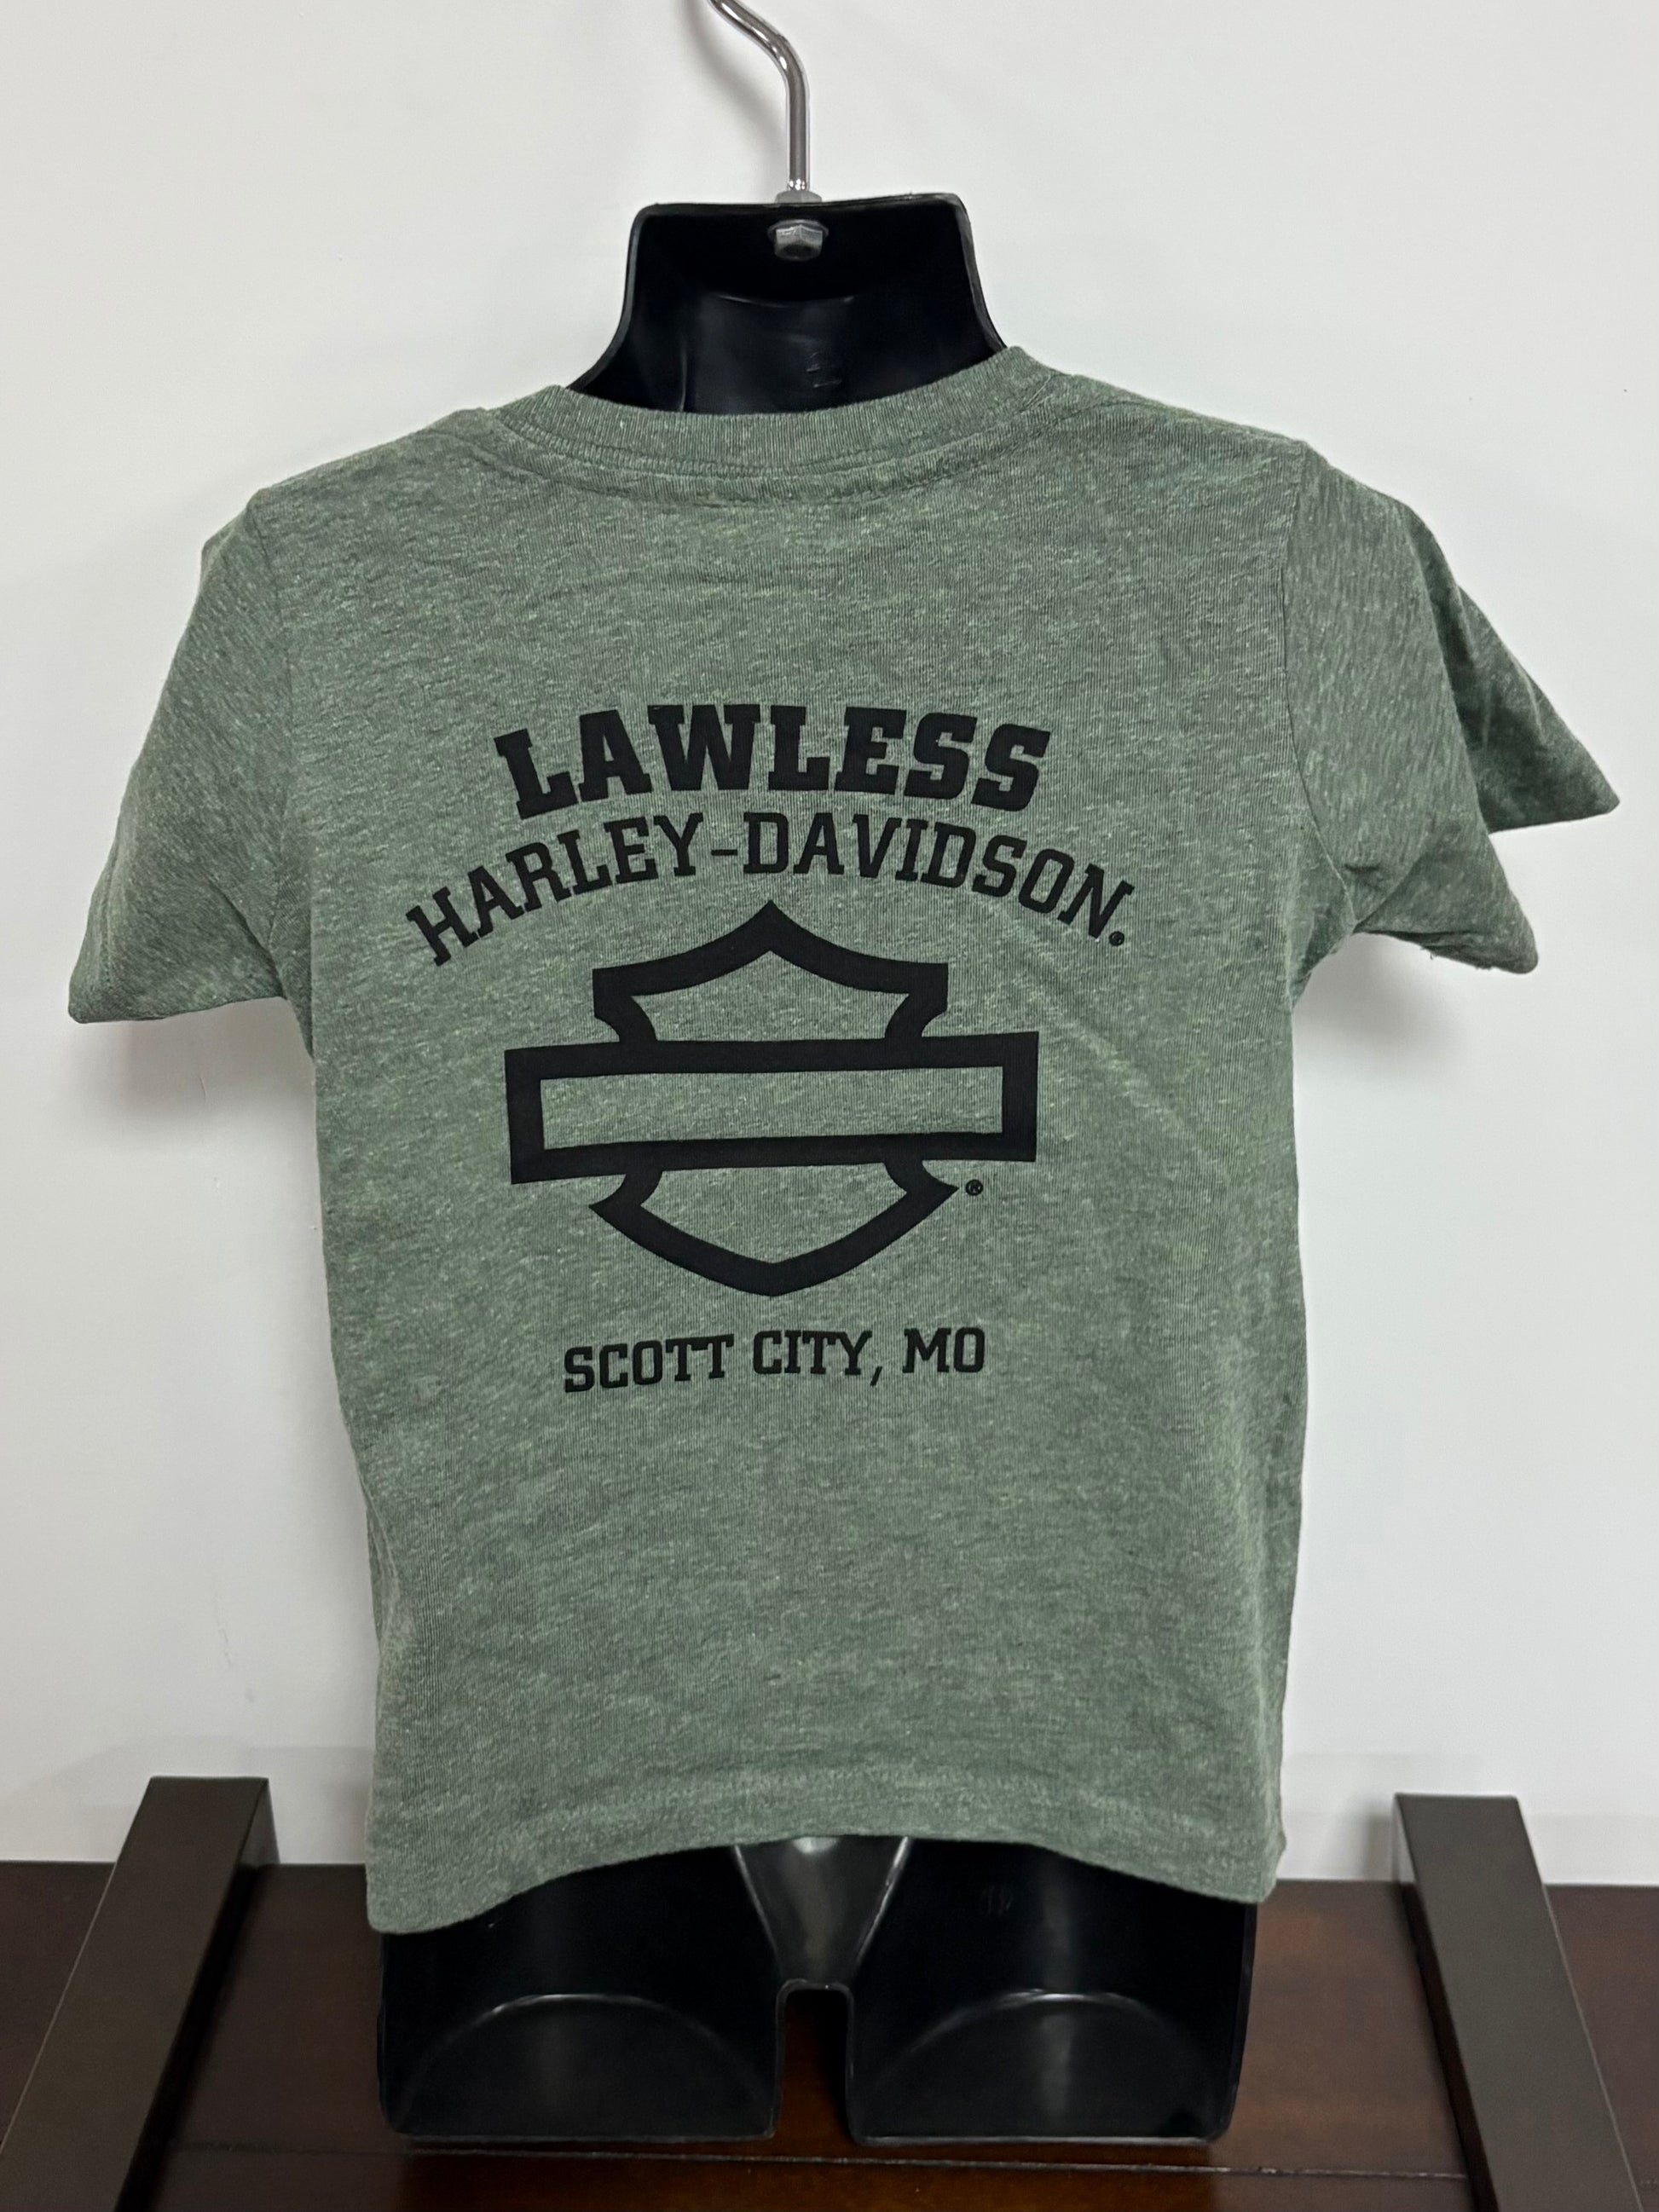 LAWLESS
HARLEY-DAVIDSON®
®
SCOTT CITY, MO